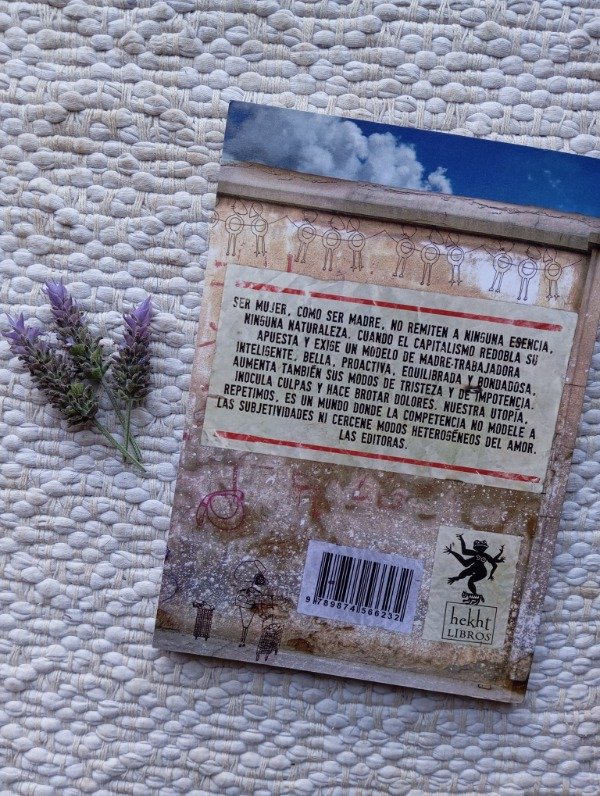 SER MUJER, COMO SER MADRE, NO REMITEN A NINGUNA ESENCIA,
NINGUNA NATURALEZA. CUANDO EL CAPITALISMO REDOBLA SU
APUESTA Y EXIGE UN MODELO DE MADRE-TRABAJADORA
INTELIGENTE, BELLA, PROACTIVA, EQUILIBRADA Y BONDADOSA,
AUMENTA TAMBIÉN SUS MODOS DE TRISTEZA Y DE IMPOTENCIA,
INOCULA CULPAS Y HACE BROTAR DOLORES. NUESTRA UTOPÍA,
REPETIMOS, ES UN MUNDO DONDE LA COMPETENCIA NO MODELE A
LAS SUBJETIVIDADES NI CERCENE MODOS HETEROGÉNEOS DEL AMOR.
LAS EDITORAS.
9789874566232
hekht
LIBROS